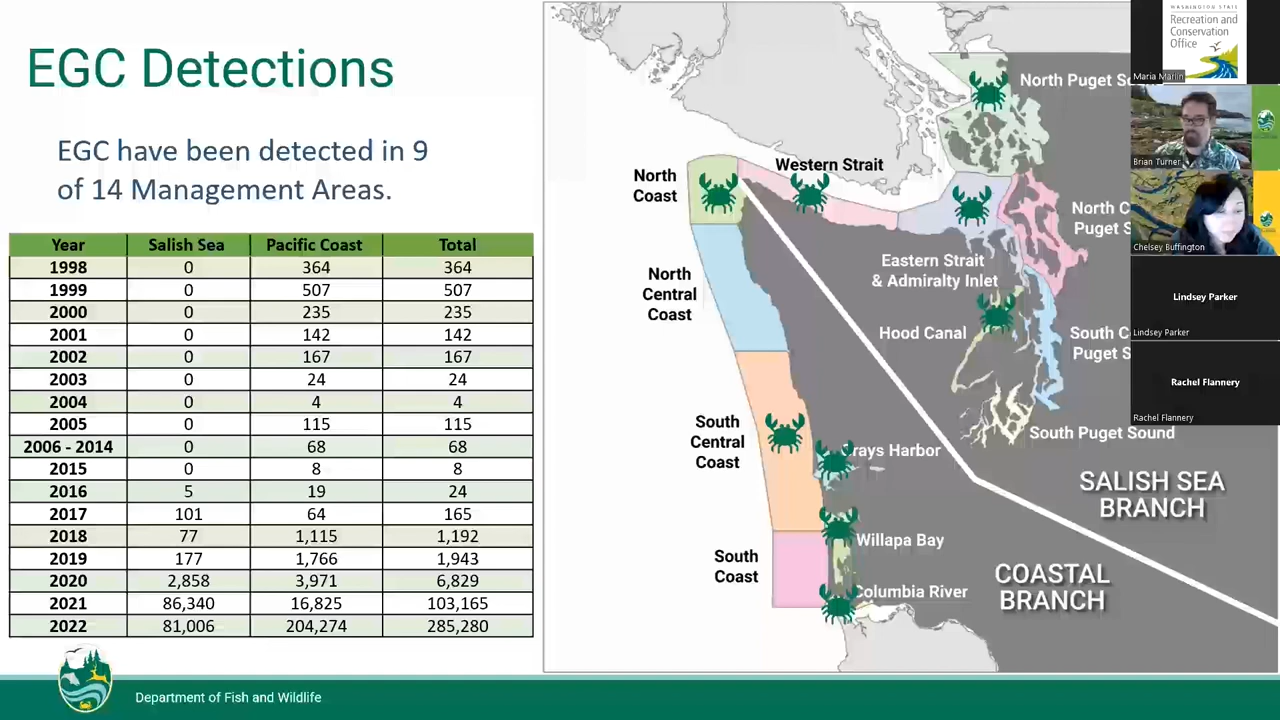 EGC Detections
EGC have been detected in 9
of 14 Management Areas.
Year Salish Sea Pacific Coast Total
1998 0 364 364
1999 0 507 507
2000 0 235 235
2001 0 142 142
2002 0 167 167
2003 0 24 24
2004 0 4 4
2005 0 115 115
2006 - 2014 0 68 68
2015 0 8 8
2016 5 19 24
2017 101 64 165
2018 77 1,115 1,192
2019 177 1,766 1,943
2020 2,858 3,971 6,829
2021 86,340 16,825 103,165
2022 81,006 204,274 285,280
Department of Fish and Wildlife
North Puget So
Western Strait
North
Coast
North C
Puget S
Eastern Strait
& Admiralty Inlet
North
Central
Coast
Hood Canal
South C
Puget S
South
Central
Coast
South Puget Sound
Grays Harbor
SALISH SEA
BRANCH
Willapa Bay
South
Coast
COASTAL
BRANCH
Columbia River
WASHINGTON STATE
Recreation and
Conservation
Office
Maria Marlin
Brian Turner
Chelsey Buffington
Lindsey Parker
Lindsey Parker
Rachel Flannery
Rachel Flannery